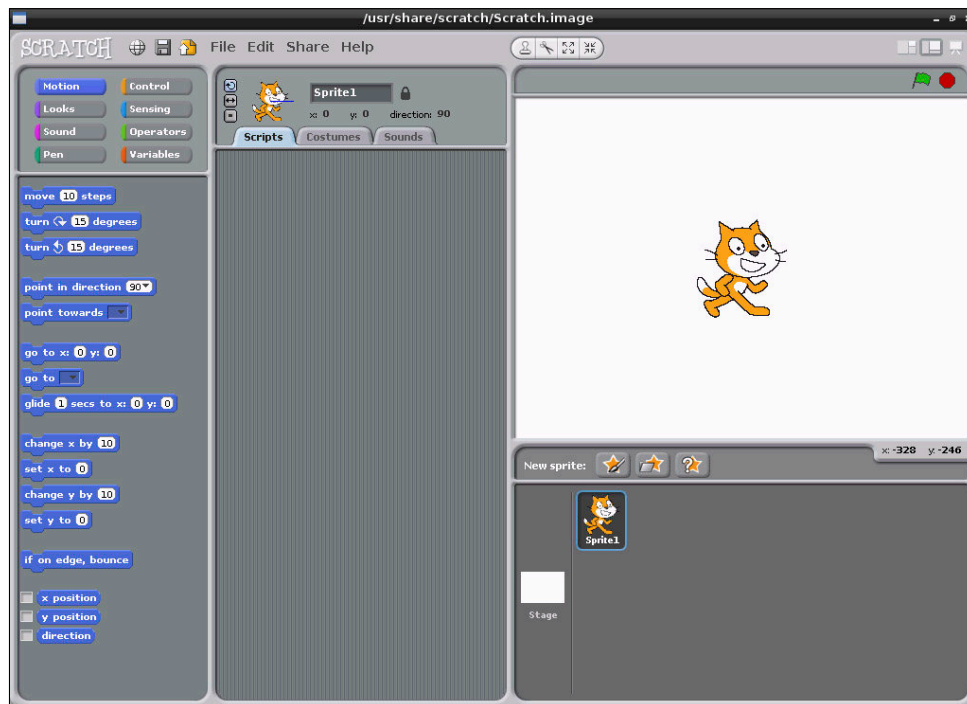 /usr/share/scratch/Scratch.image
SCRATCH File Edit Share Help
Motion Control
Looks Sensing
Sound Operators
Pen Variables
move 10 steps
turn 15 degrees
turn 15 degrees
point in direction 90
point towards
go to x: 0 y: 0
go to
glide 1 secs to x: 0 y: 0
change x by 10
set x to 0
change y by 10
set y to 0
if on edge, bounce
x position
y position
direction
Sprite1
x: 0 y: 0 direction: 90
Scripts Costumes Sounds
x: -328 y: -246
New sprite:
Sprite1
Stage